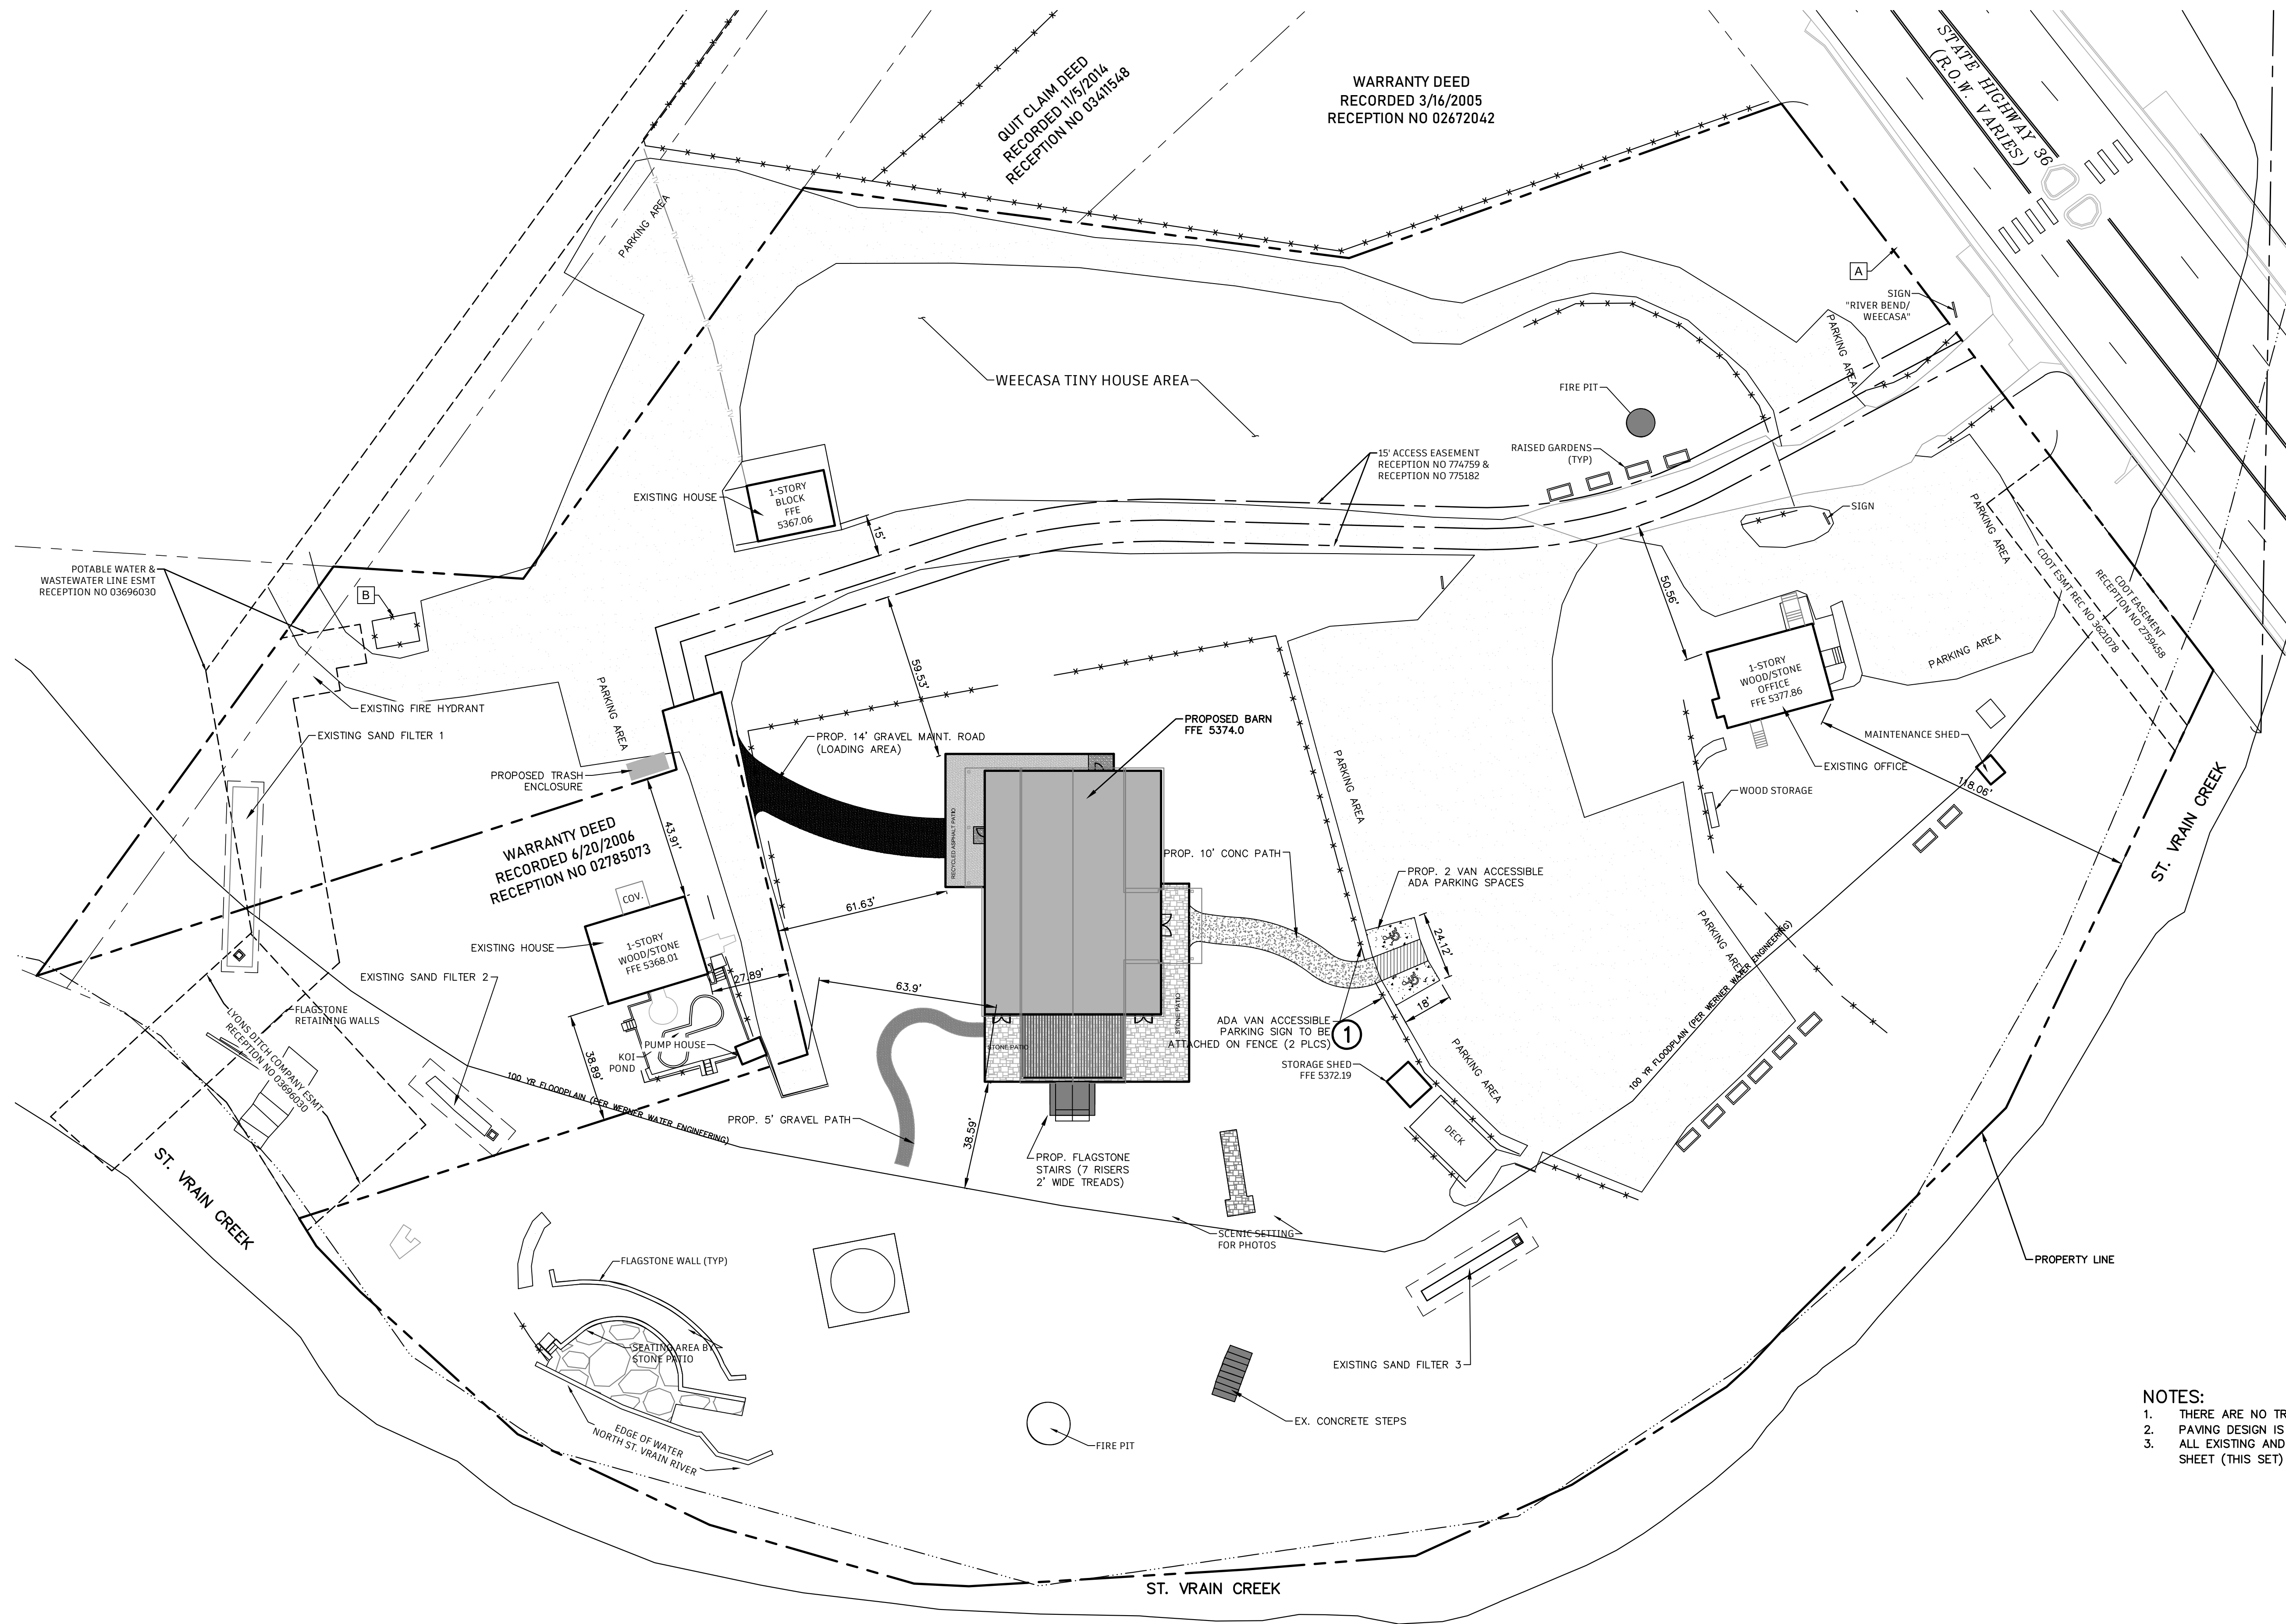 QUIT CLAIM DEED
RECORDED 11/5/2014
RECEPTION NO 03411548
WARRANTY DEED
RECORDED 3/16/2005
RECEPTION NO 02672042
STATE HIGHWAY 36
(R.O.W. VARIES)
PARKING AREA
A
SIGN
"RIVER BEND/
WEECASA"
PARKING AREA
WEECASA TINY HOUSE AREA
FIRE PIT
RAISED GARDENS
(TYP)
15' ACCESS EASEMENT
RECEPTION NO 774759 &
RECEPTION NO 775182
EXISTING HOUSE
1-STORY
BLOCK
FFE
5367.06
15'
SIGN
PARKING AREA
CDOT ESMT REC NO 3621078
CDOT EASEMENT
RECEPTION NO 2759458
POTABLE WATER &
WASTEWATER LINE ESMT
RECEPTION NO 03696030
B
50.56'
1-STORY
WOOD/STONE
OFFICE
FFE 5377.86
PARKING AREA
59.53'
EXISTING FIRE HYDRANT
PARKING AREA
EXISTING SAND FILTER 1
PROP. 14' GRAVEL MAINT. ROAD
(LOADING AREA)
PROPOSED BARN
FFE 5374.0
MAINTENANCE SHED
EXISTING OFFICE
118.06'
PROPOSED TRASH
ENCLOSURE
WOOD STORAGE
PARKING AREA
ST. VRAIN CREEK
WARRANTY DEED
RECORDED 6/20/2006
RECEPTION NO 02785073
43.91'
RECYCLED ASPHALT PATIO
PROP. 10' CONC PATH
PROP. 2 VAN ACCESSIBLE
ADA PARKING SPACES
COV.
61.63'
EXISTING HOUSE
1-STORY
WOOD/STONE
FFE 5368.01
24.12'
PARKING AREA
EXISTING SAND FILTER 2
27.89'
63.9'
18'
STONE PATIO
FLAGSTONE
RETAINING WALLS
LYONS DITCH COMPANY ESMT
RECEPTION NO 03696030
PUMP HOUSE
KOI
POND
38.89'
STONE PATIO
ADA VAN ACCESSIBLE
PARKING SIGN TO BE
ATTACHED ON FENCE (2 PLCS)
1
STORAGE SHED
FFE 5372.19
PARKING AREA
100 YR FLOODPLAIN (PER WERNER WATER ENGINEERING)
100 YR FLOODPLAIN (PER WERNER WATER ENGINEERING)
PROP. 5' GRAVEL PATH
38.59'
DECK
PROP. FLAGSTONE
STAIRS (7 RISERS
2' WIDE TREADS)
ST. VRAIN CREEK
SCENIC SETTING
FOR PHOTOS
FLAGSTONE WALL (TYP)
PROPERTY LINE
SEATING AREA BY
STONE PATIO
EXISTING SAND FILTER 3
EX. CONCRETE STEPS
EDGE OF WATER
NORTH ST. VRAIN RIVER
FIRE PIT
NOTES:
1. THERE ARE NO TR
2. PAVING DESIGN IS
3. ALL EXISTING AND
SHEET (THIS SET)
ST. VRAIN CREEK